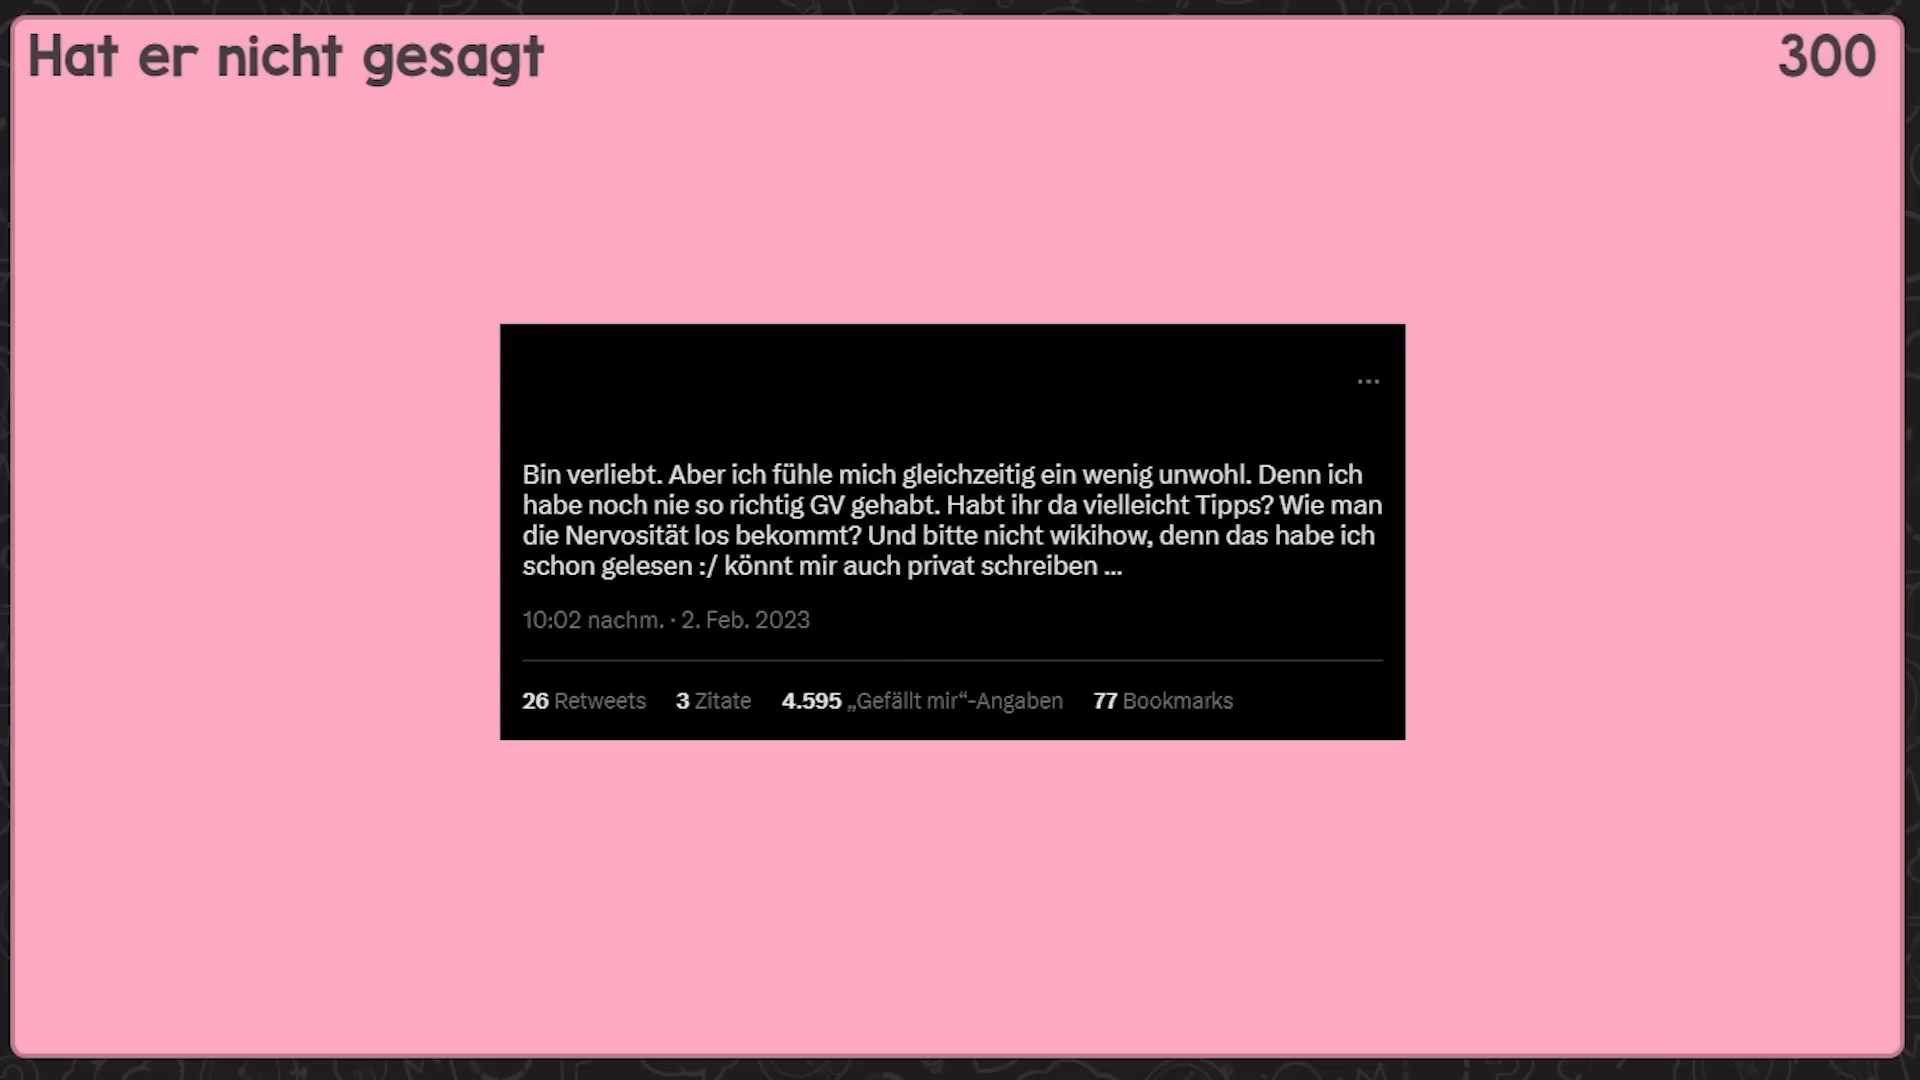 Hat er nicht gesagt
300
...
Bin verliebt. Aber ich fühle mich gleichzeitig ein wenig unwohl. Denn ich
habe noch nie so richtig GV gehabt. Habt ihr da vielleicht Tipps? Wie man
die Nervosität los bekommt? Und bitte nicht wikihow, denn das habe ich
schon gelesen :/ könnt mir auch privat schreiben ...
10:02 nachm. · 2. Feb. 2023
26 Retweets 3 Zitate 4.595 „Gefällt mir“-Angaben 77 Bookmarks